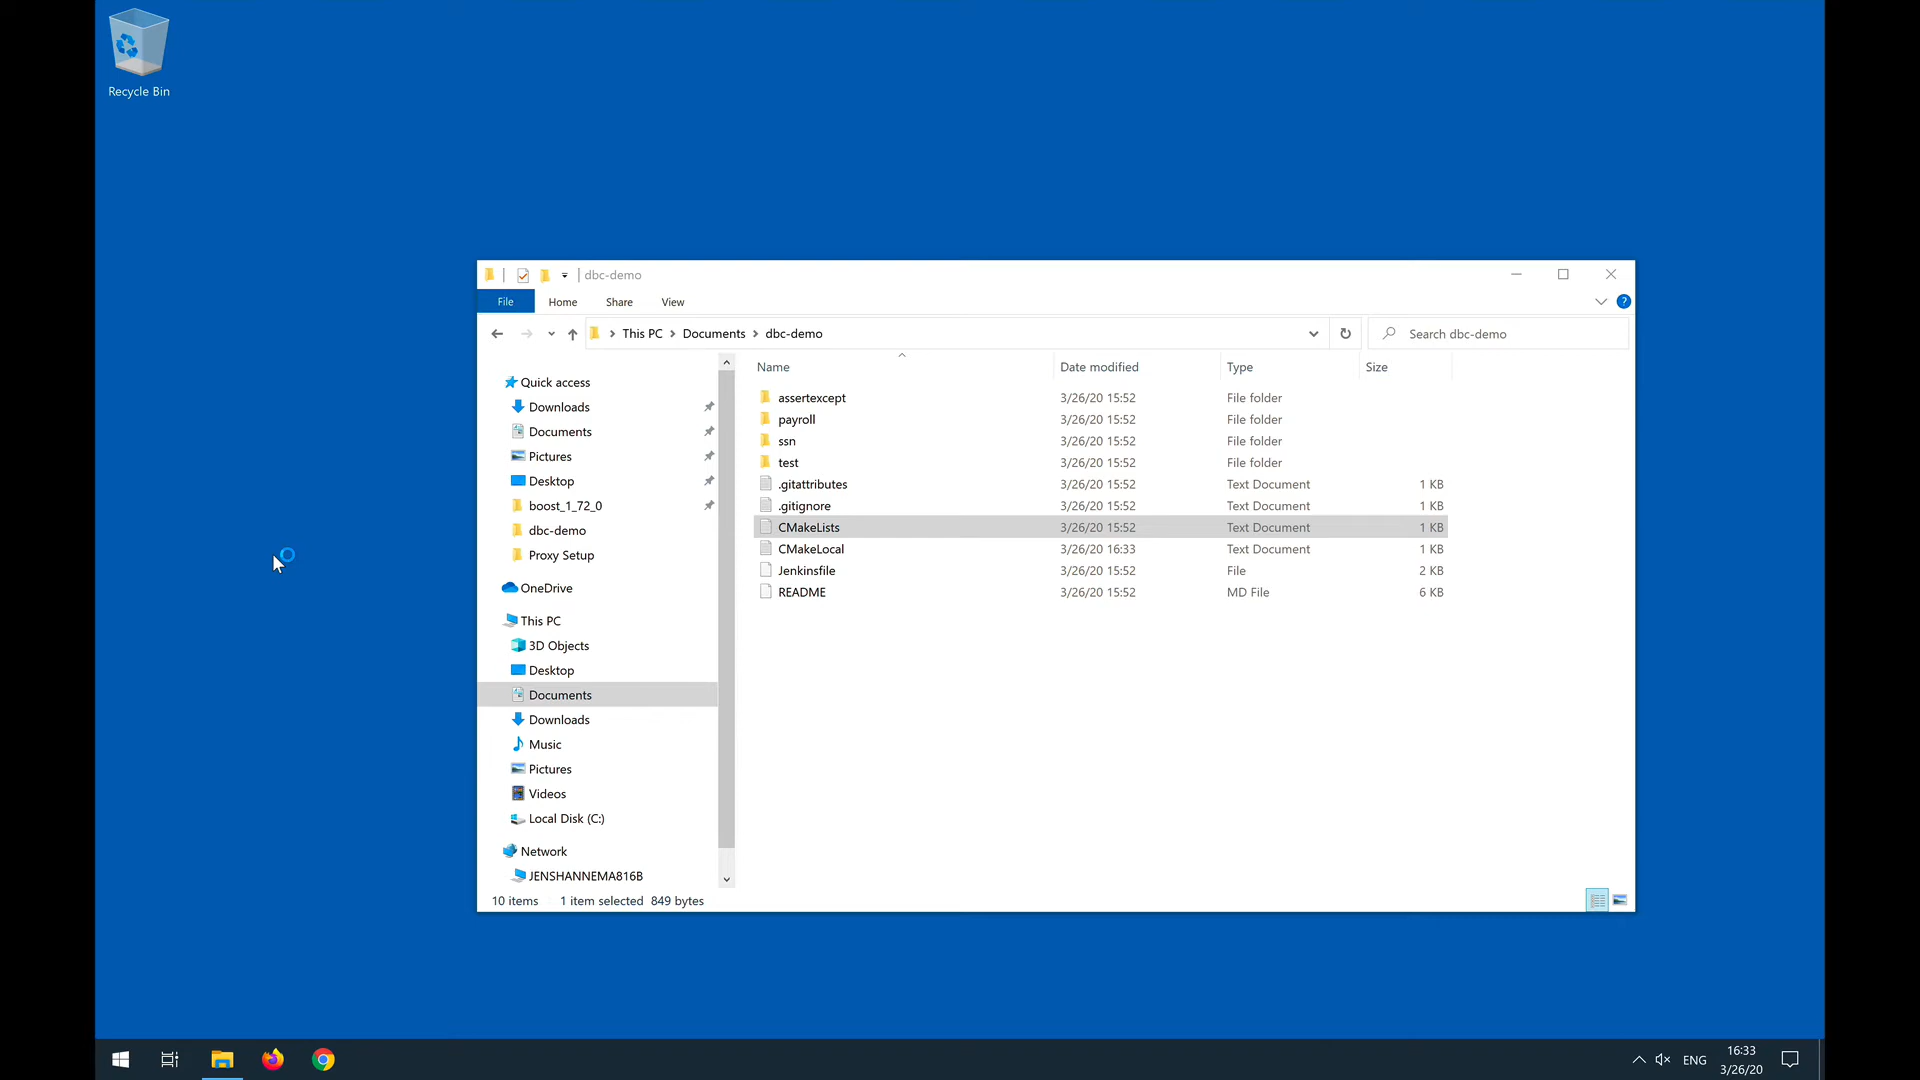 Recycle Bin
dbc-demo
File Home Share View
This PC Documents dbc-demo
Search dbc-demo
Name Date modified Type Size
Quick access
Downloads
Documents
Pictures
Desktop
boost_1_72_0
dbc-demo
Proxy Setup
OneDrive
This PC
3D Objects
Desktop
Documents
Downloads
Music
Pictures
Videos
Local Disk (C:)
Network
JENSHANNEMA816B
assertexcept 3/26/20 15:52 File folder
payroll 3/26/20 15:52 File folder
ssn 3/26/20 15:52 File folder
test 3/26/20 15:52 File folder
.gitattributes 3/26/20 15:52 Text Document 1 KB
.gitignore 3/26/20 15:52 Text Document 1 KB
CMakeLists 3/26/20 15:52 Text Document 1 KB
CMakeLocal 3/26/20 16:33 Text Document 1 KB
Jenkinsfile 3/26/20 15:52 File 2 KB
README 3/26/20 15:52 MD File 6 KB
10 items 1 item selected 849 bytes
ENG
16:33
3/26/20